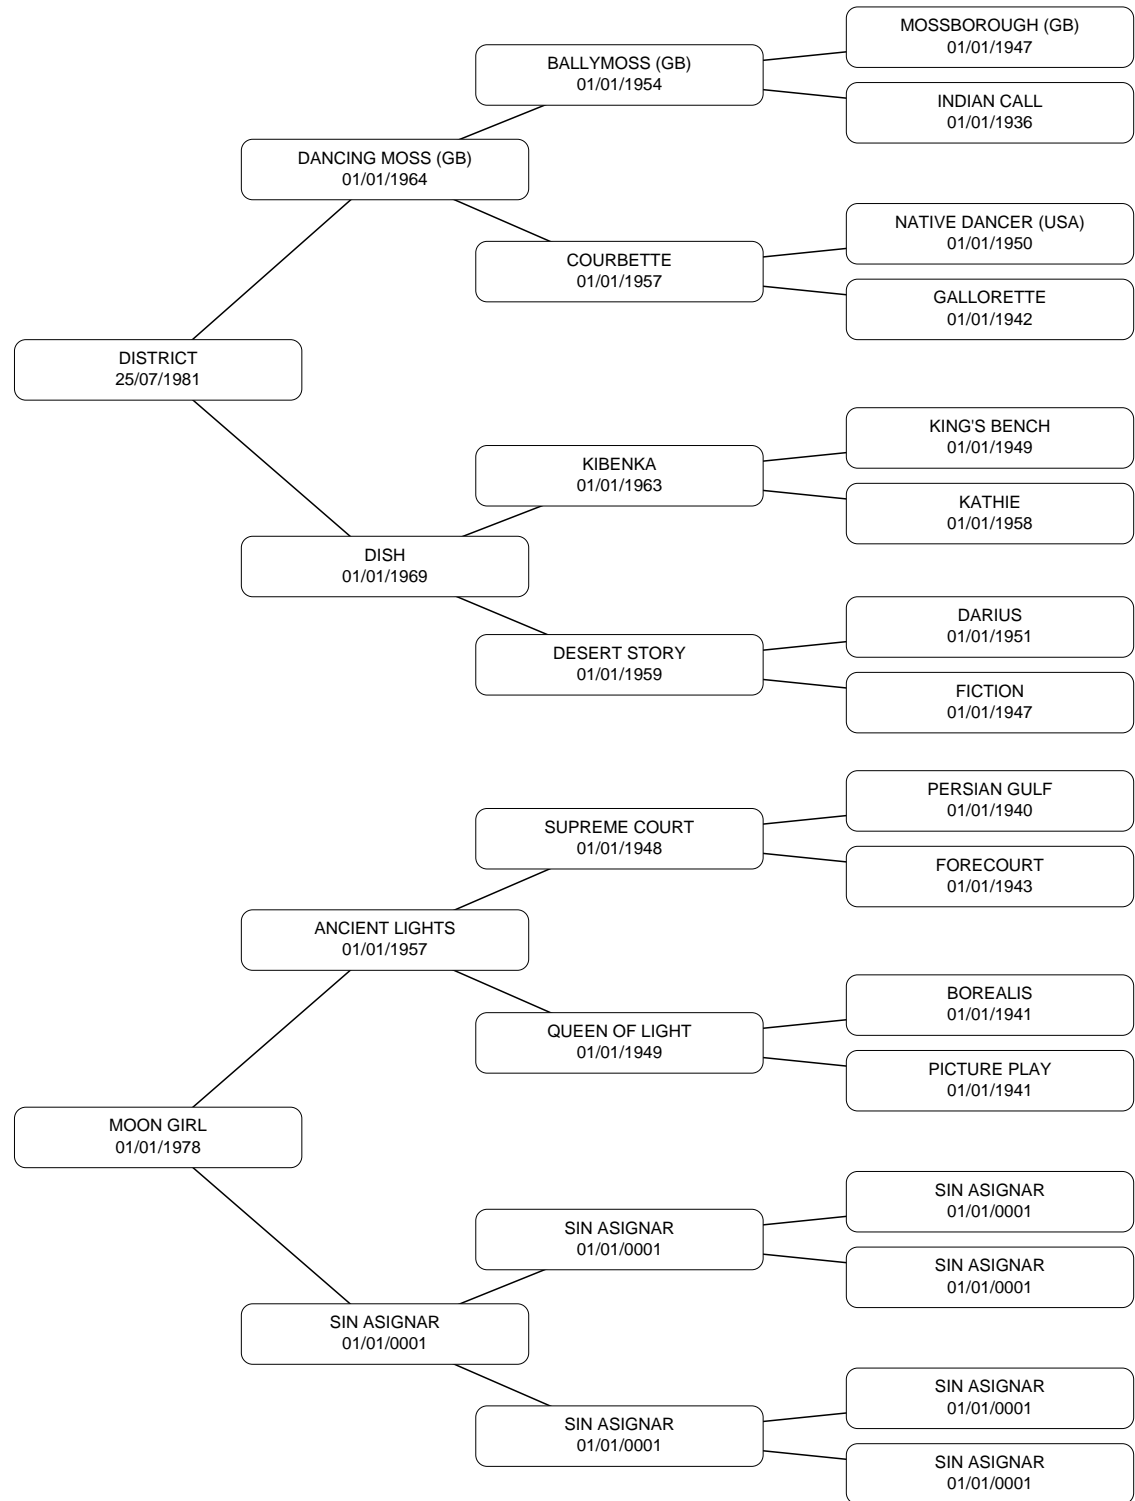 MOSSBOROUGH (GB)
01/01/1947
BALLYMOSS (GB)
01/01/1954
INDIAN CALL
01/01/1936
DANCING MOSS (GB)
01/01/1964
NATIVE DANCER (USA)
01/01/1950
COURBETTE
01/01/1957
GALLORETTE
01/01/1942
DISTRICT
25/07/1981
KING'S BENCH
01/01/1949
KIBENKA
01/01/1963
KATHIE
01/01/1958
DISH
01/01/1969
DARIUS
01/01/1951
DESERT STORY
01/01/1959
FICTION
01/01/1947
PERSIAN GULF
01/01/1940
SUPREME COURT
01/01/1948
FORECOURT
01/01/1943
ANCIENT LIGHTS
01/01/1957
BOREALIS
01/01/1941
QUEEN OF LIGHT
01/01/1949
PICTURE PLAY
01/01/1941
MOON GIRL
01/01/1978
SIN ASIGNAR
01/01/0001
SIN ASIGNAR
01/01/0001
SIN ASIGNAR
01/01/0001
SIN ASIGNAR
01/01/0001
SIN ASIGNAR
01/01/0001
SIN ASIGNAR
01/01/0001
SIN ASIGNAR
01/01/0001